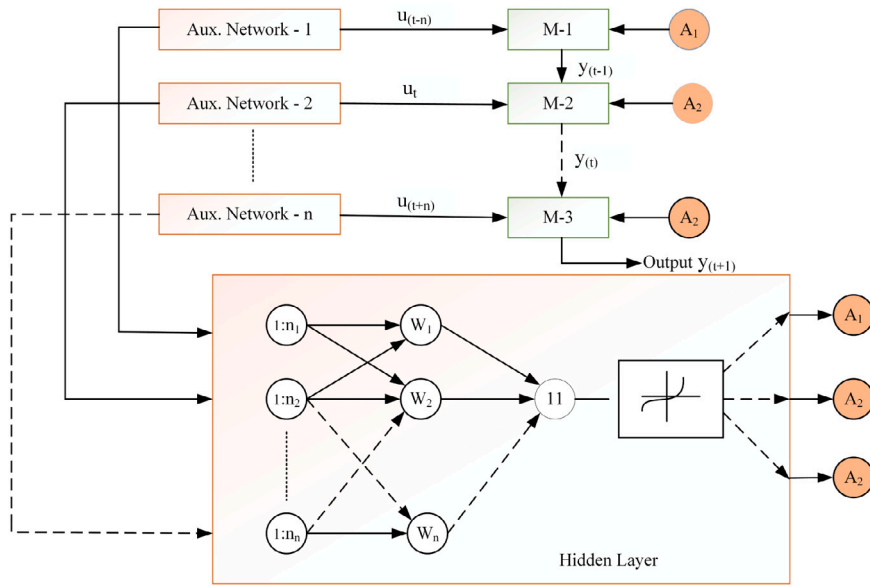 Aux. Network - 1
u(t-n)
M-1
A1
y(t-1)
Aux. Network - 2
ut
M-2
A2
y(t)
Aux. Network - n
u(t+n)
M-3
A2
Output y(t+1)
1:n1
W1
A1
1:n2
W2
11
A2
A2
1:nn
Wn
Hidden Layer